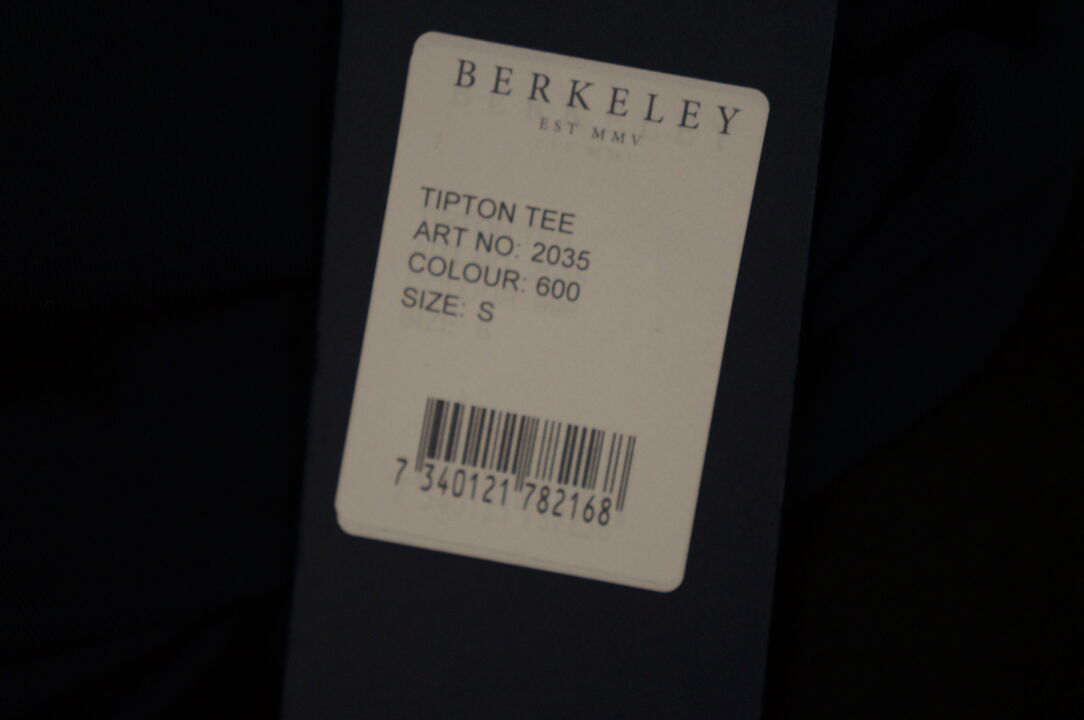 BERKELEY
EST MMV
TIPTON TEE
ART NO: 2035
COLOUR: 600
SIZE: S
7 340121 782168